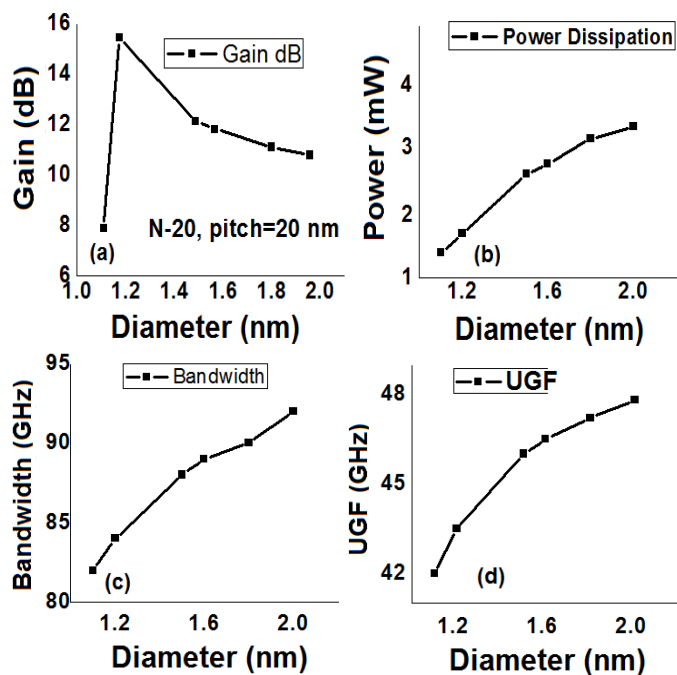 16
14
12
10
8
6
Gain (dB)
Gain dB
N-20, pitch=20 nm
(a)
1.0 1.2 1.4 1.6 1.8 2.0
Diameter (nm)
4
3
2
1
Power (mW)
Power Dissipation
(b)
1.2 1.6 2.0
Diameter (nm)
95
90
85
80
Bandwidth (GHz)
Bandwidth
(c)
1.2 1.6 2.0
Diameter (nm)
48
45
42
UGF (GHz)
UGF
(d)
1.2 1.6 2.0
Diameter (nm)